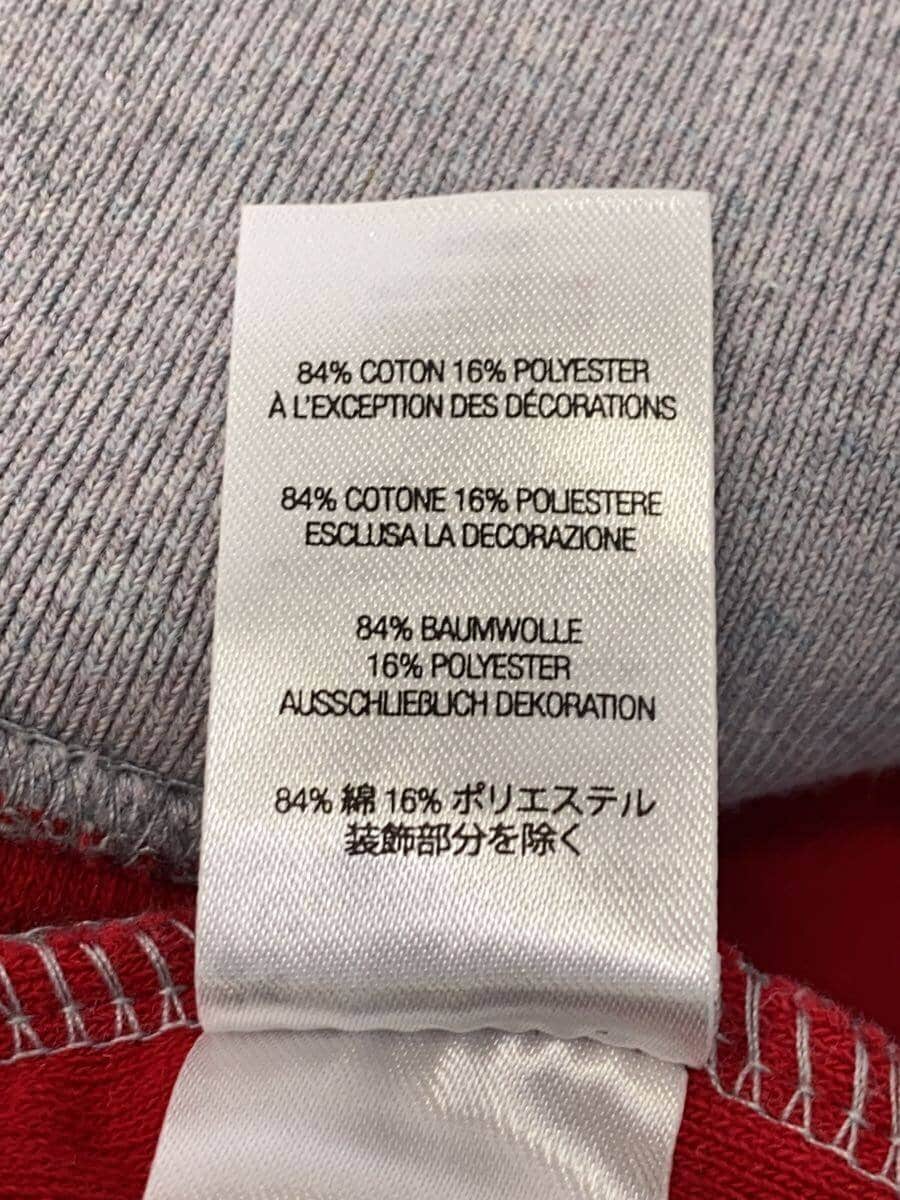 84% COTON 16% POLYESTER
À L'EXCEPTION DES DÉCORATIONS
84% COTONE 16% POLIESTERE
ESCLUSA LA DECORAZIONE
84% BAUMWOLLE
16% POLYESTER
AUSSCHLIEßLICH DEKORATION
84% 綿 16% ポリエステル
装飾部分を除く